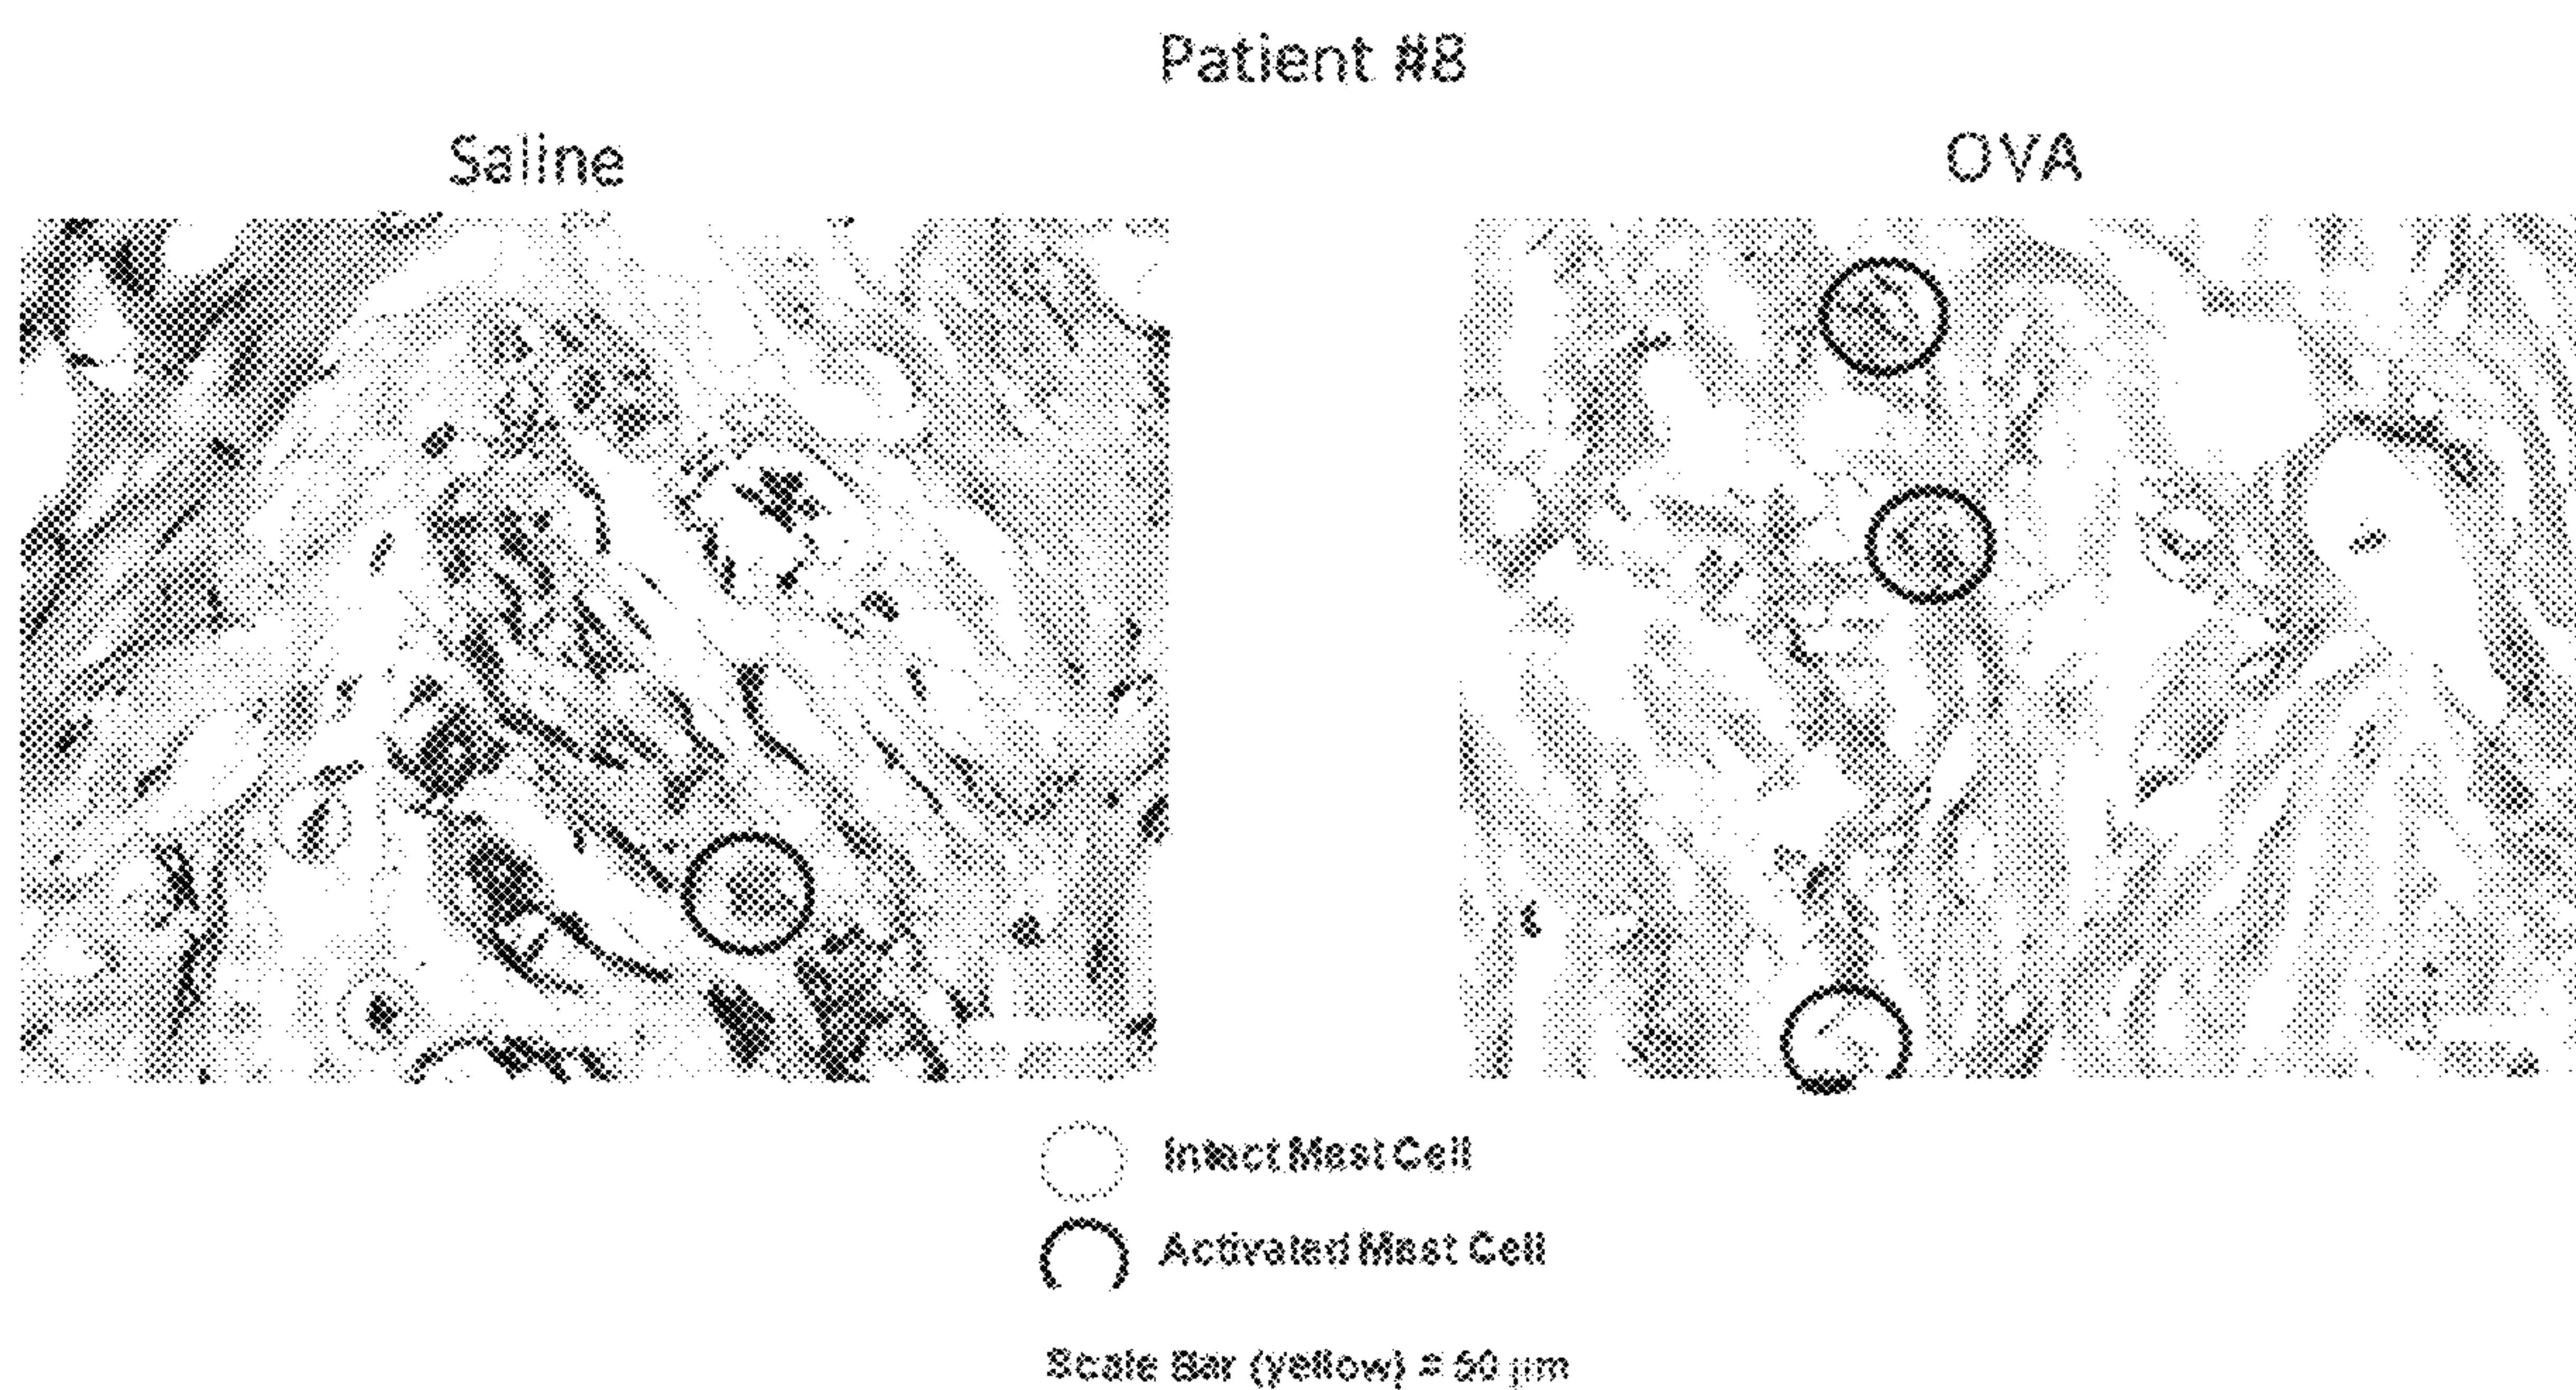 Patient #8
Saline
OVA
Intact Mast Cell
Activated Mast Cell
Scale Bar (yellow) = 50 µm